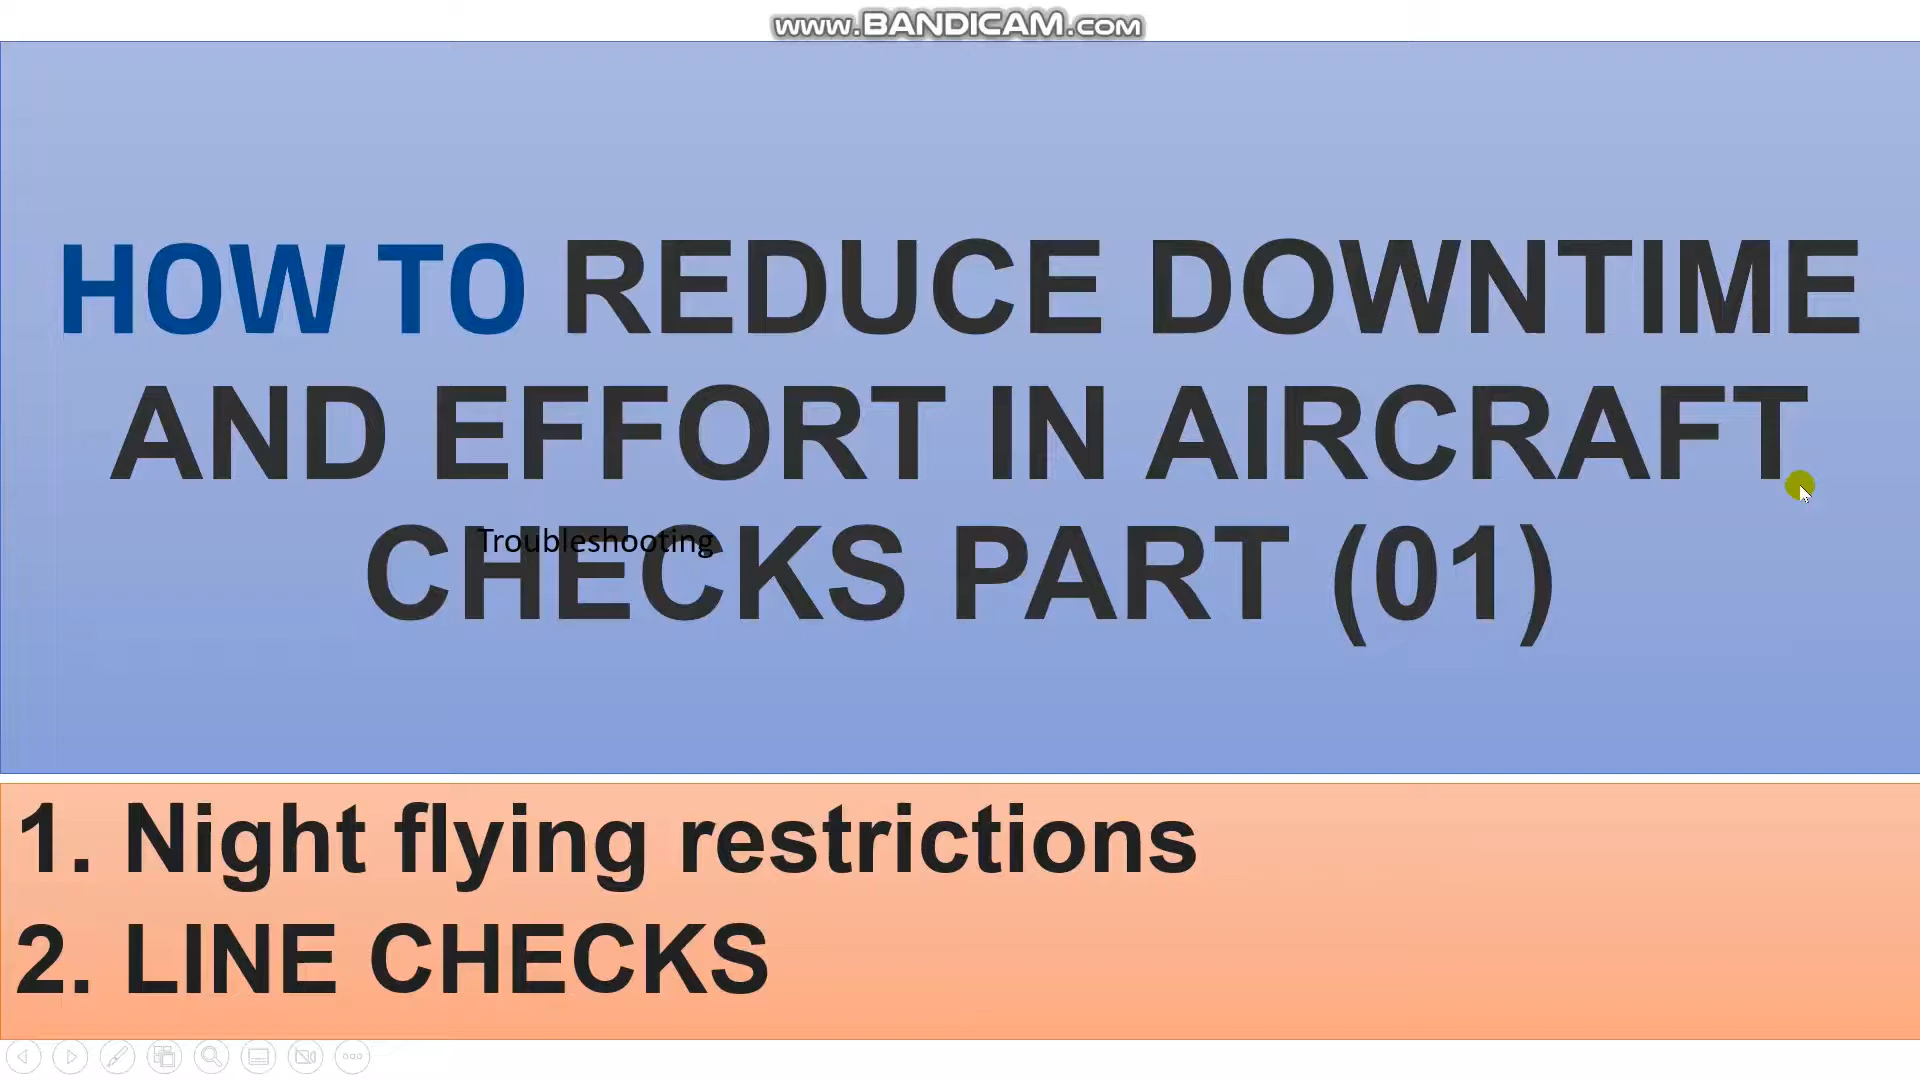 www.BANDICAM.com
HOW TO REDUCE DOWNTIME
AND EFFORT IN AIRCRAFT
CHECKS PART (01)
Troubleshooting
1. Night flying restrictions
2. LINE CHECKS